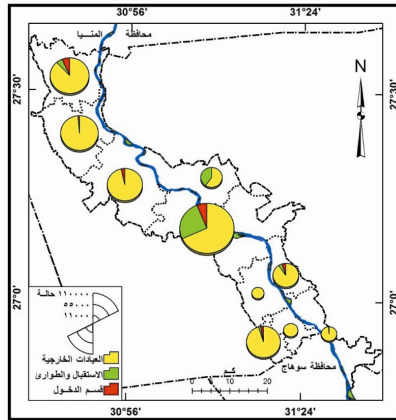 30°56' 31°24'
محافظة المنيا
27°30' 27°30'
N
27°0' 27°0'
١١٠٠٠٠ حالة
٥٥٠٠٠
١١٠٠٠
العيادات الخارجية
الاستقبال والطوارئ
قسم الدخول
كم
0 10 20
محافظة سوهاج
30°56' 31°24'